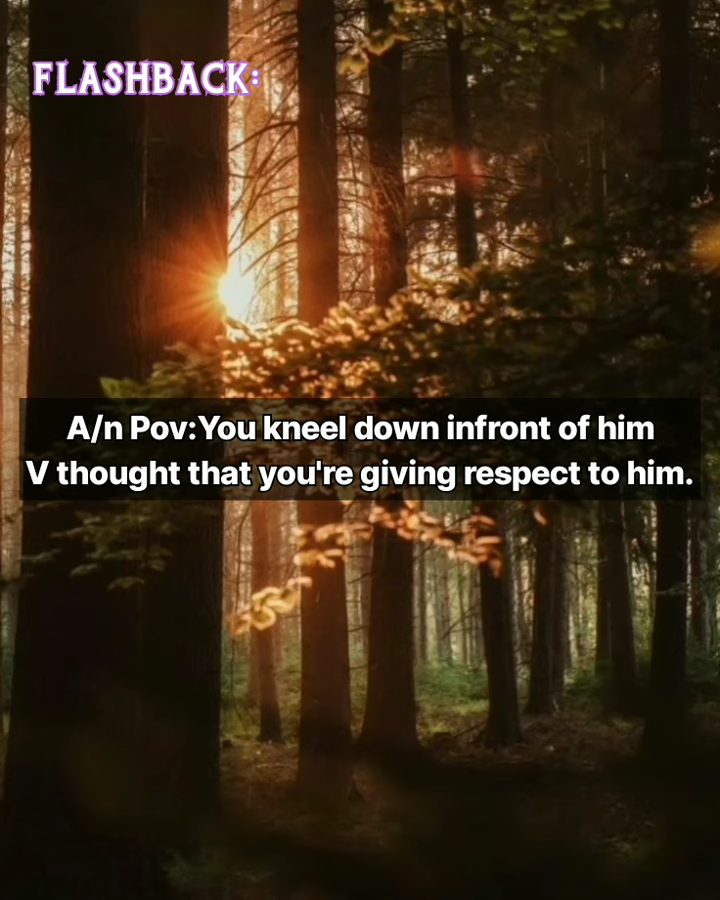 FLASHBACK:
A/n Pov:You kneel down infront of him
V thought that you're giving respect to him.